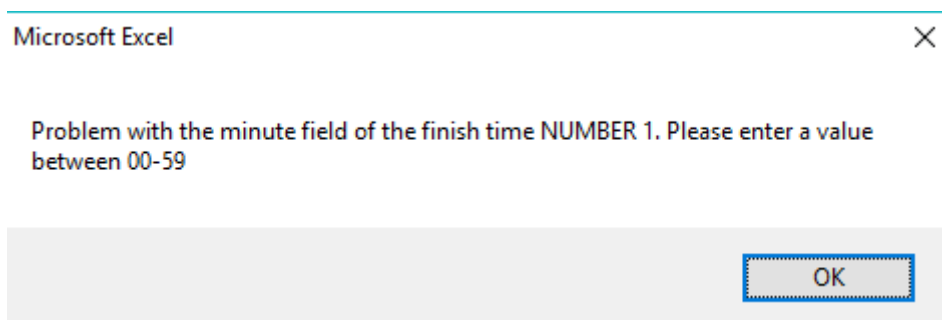 Microsoft Excel
Problem with the minute field of the finish time NUMBER 1. Please enter a value
between 00-59
OK